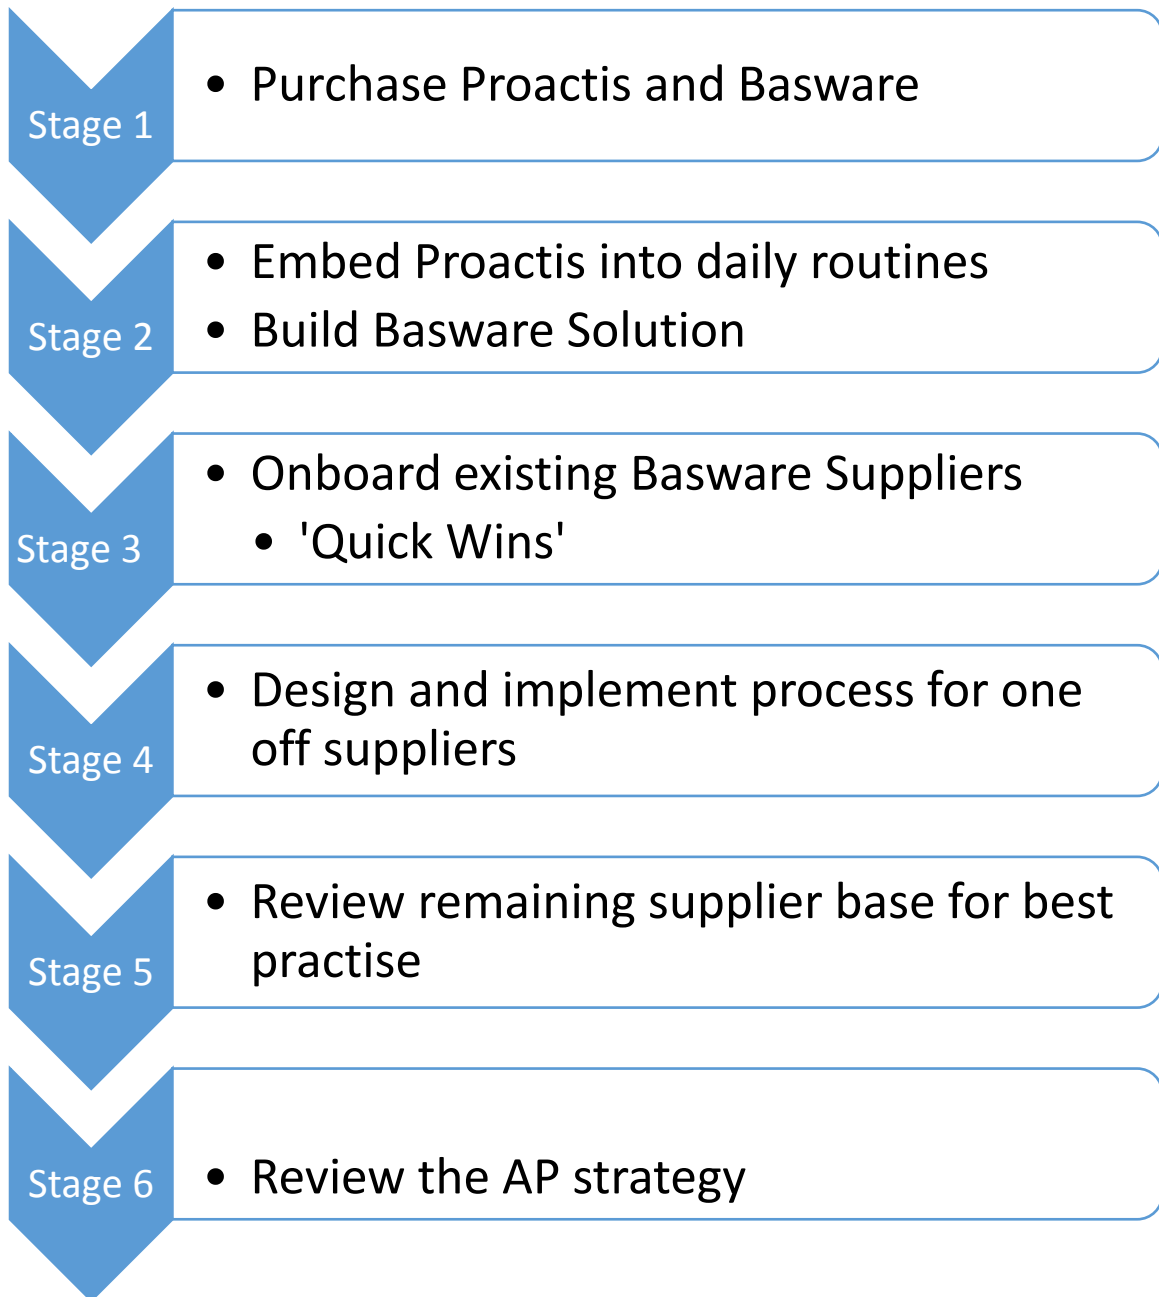 Stage 1
• Purchase Proactis and Basware
Stage 2
• Embed Proactis into daily routines
• Build Basware Solution
Stage 3
• Onboard existing Basware Suppliers
• 'Quick Wins'
Stage 4
• Design and implement process for one
off suppliers
Stage 5
• Review remaining supplier base for best
practise
Stage 6
• Review the AP strategy